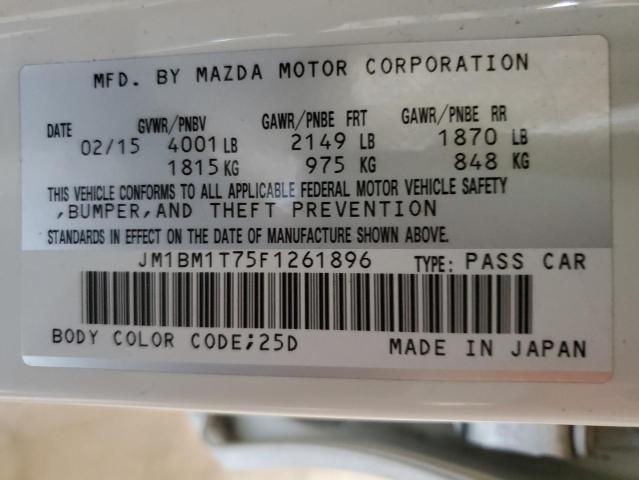 MFD. BY MAZDA MOTOR CORPORATION
DATE GVWR/PNBV GAWR/PNBE FRT GAWR/PNBE RR
02/15 4001 LB 2149 LB 1870 LB
1815 KG 975 KG 848 KG
THIS VEHICLE CONFORMS TO ALL APPLICABLE FEDERAL MOTOR VEHICLE SAFETY
,BUMPER,AND THEFT PREVENTION
STANDARDS IN EFFECT ON THE DATE OF MANUFACTURE SHOWN ABOVE.
JM1BM1T75F1261896 TYPE: PASS CAR
BODY COLOR CODE;25D MADE IN JAPAN